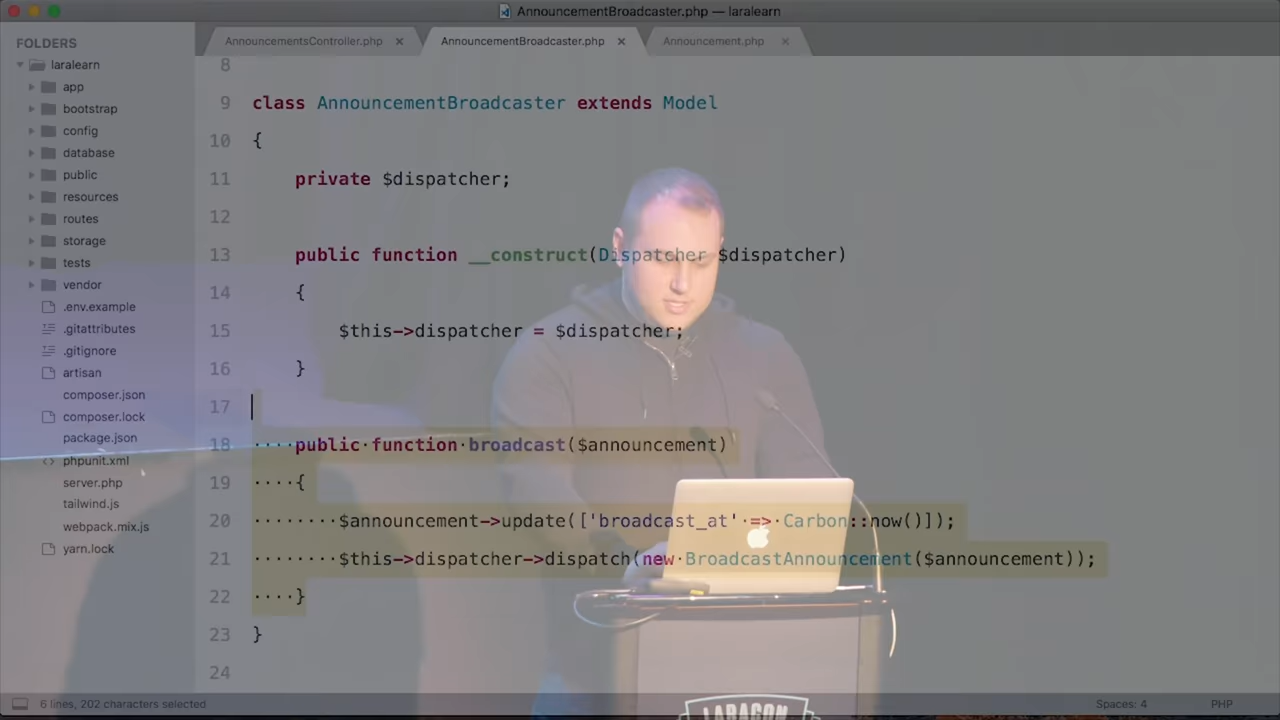 AnnouncementBroadcaster.php — laralearn
FOLDERS
laralearn
app
bootstrap
config
database
public
resources
routes
storage
tests
vendor
.env.example
.gitattributes
.gitignore
artisan
composer.json
composer.lock
package.json
phpunit.xml
server.php
tailwind.js
webpack.mix.js
yarn.lock
AnnouncementsController.php
AnnouncementBroadcaster.php
Announcement.php
8
9 class AnnouncementBroadcaster extends Model
10 {
11 private $dispatcher;
12
13 public function __construct(Dispatcher $dispatcher)
14 {
15 $this->dispatcher = $dispatcher;
16 }
17
18 ····public·function·broadcast($announcement)
19 ····{
20 ········$announcement->update(['broadcast_at'·=>·Carbon::now()]);
21 ········$this->dispatcher->dispatch(new·BroadcastAnnouncement($announcement));
22 ····}
23 }
24
6 lines, 202 characters selected
Spaces: 4
PHP
LARACON